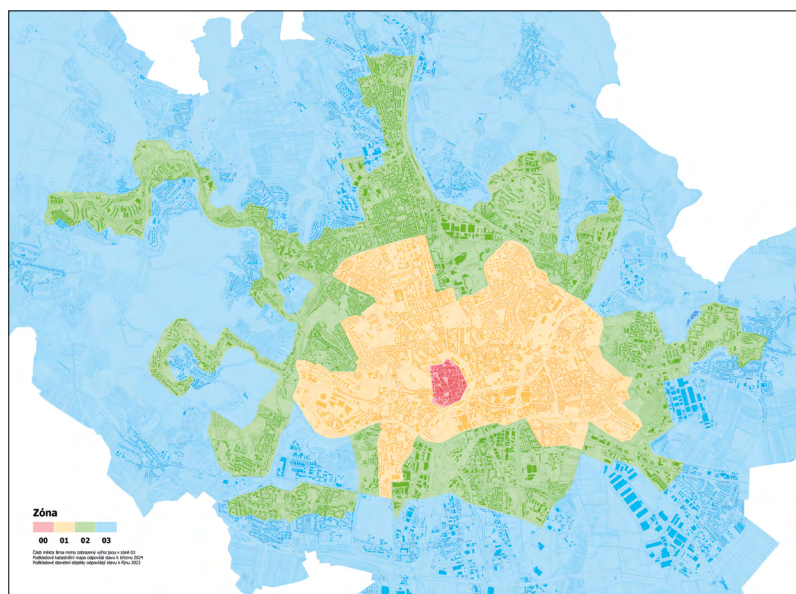 Zóna
00 01 02 03
Části města Brna mimo zobrazený výřez jsou v zóně 03
Podkladová katastrální mapa odpovídá stavu k březnu 2024
Podkladové stavební objekty odpovídají stavu k říjnu 2023